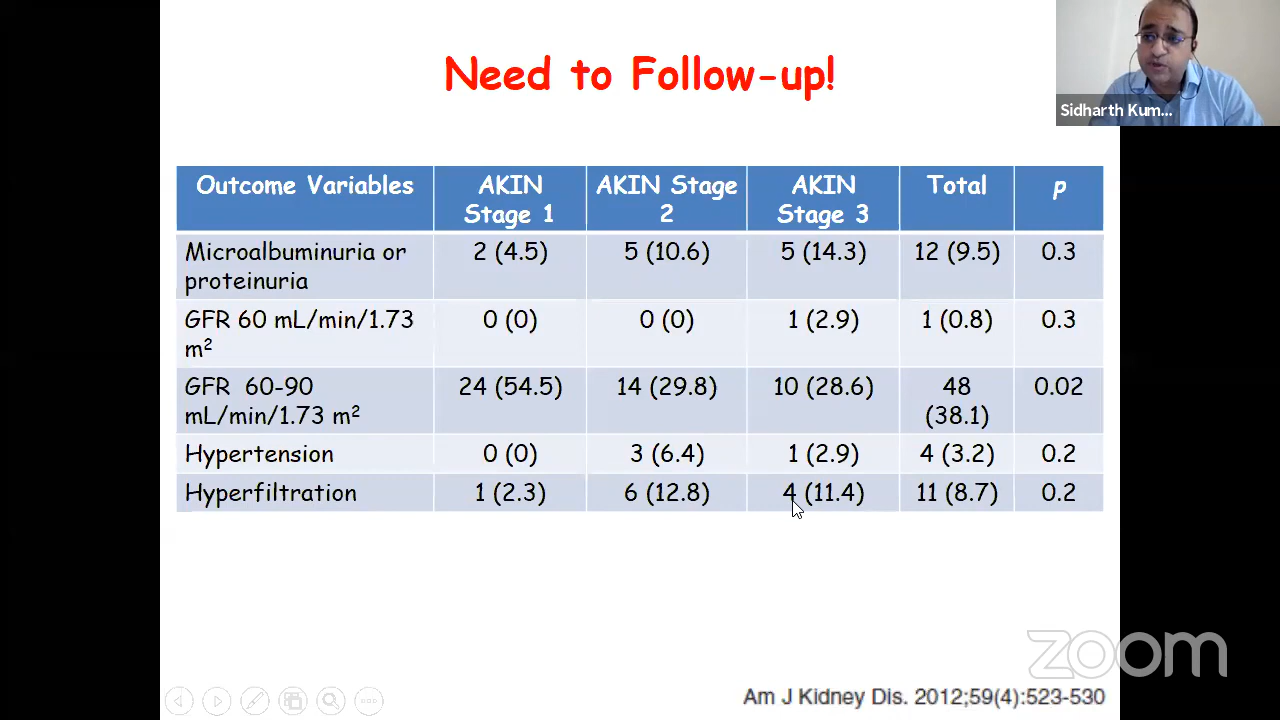 Need to Follow-up!
Sidharth Kum...
Outcome Variables
AKIN
Stage 1
AKIN Stage
2
AKIN
Stage 3
Total
p
Microalbuminuria or
proteinuria
2 (4.5)
5 (10.6)
5 (14.3)
12 (9.5)
0.3
GFR 60 mL/min/1.73
m²
0 (0)
0 (0)
1 (2.9)
1 (0.8)
0.3
GFR 60-90
mL/min/1.73 m²
24 (54.5)
14 (29.8)
10 (28.6)
48
(38.1)
0.02
Hypertension
0 (0)
3 (6.4)
1 (2.9)
4 (3.2)
0.2
Hyperfiltration
1 (2.3)
6 (12.8)
4 (11.4)
11 (8.7)
0.2
zoom
Am J Kidney Dis. 2012;59(4):523-530